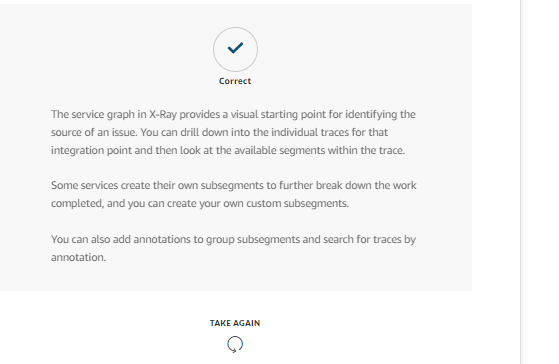 Correct
The service graph in X-Ray provides a visual starting point for identifying the
source of an issue. You can drill down into the individual traces for that
integration point and then look at the available segments within the trace.
Some services create their own subsegments to further break down the work
completed, and you can create your own custom subsegments.
You can also add annotations to group subsegments and search for traces by
annotation.
TAKE AGAIN